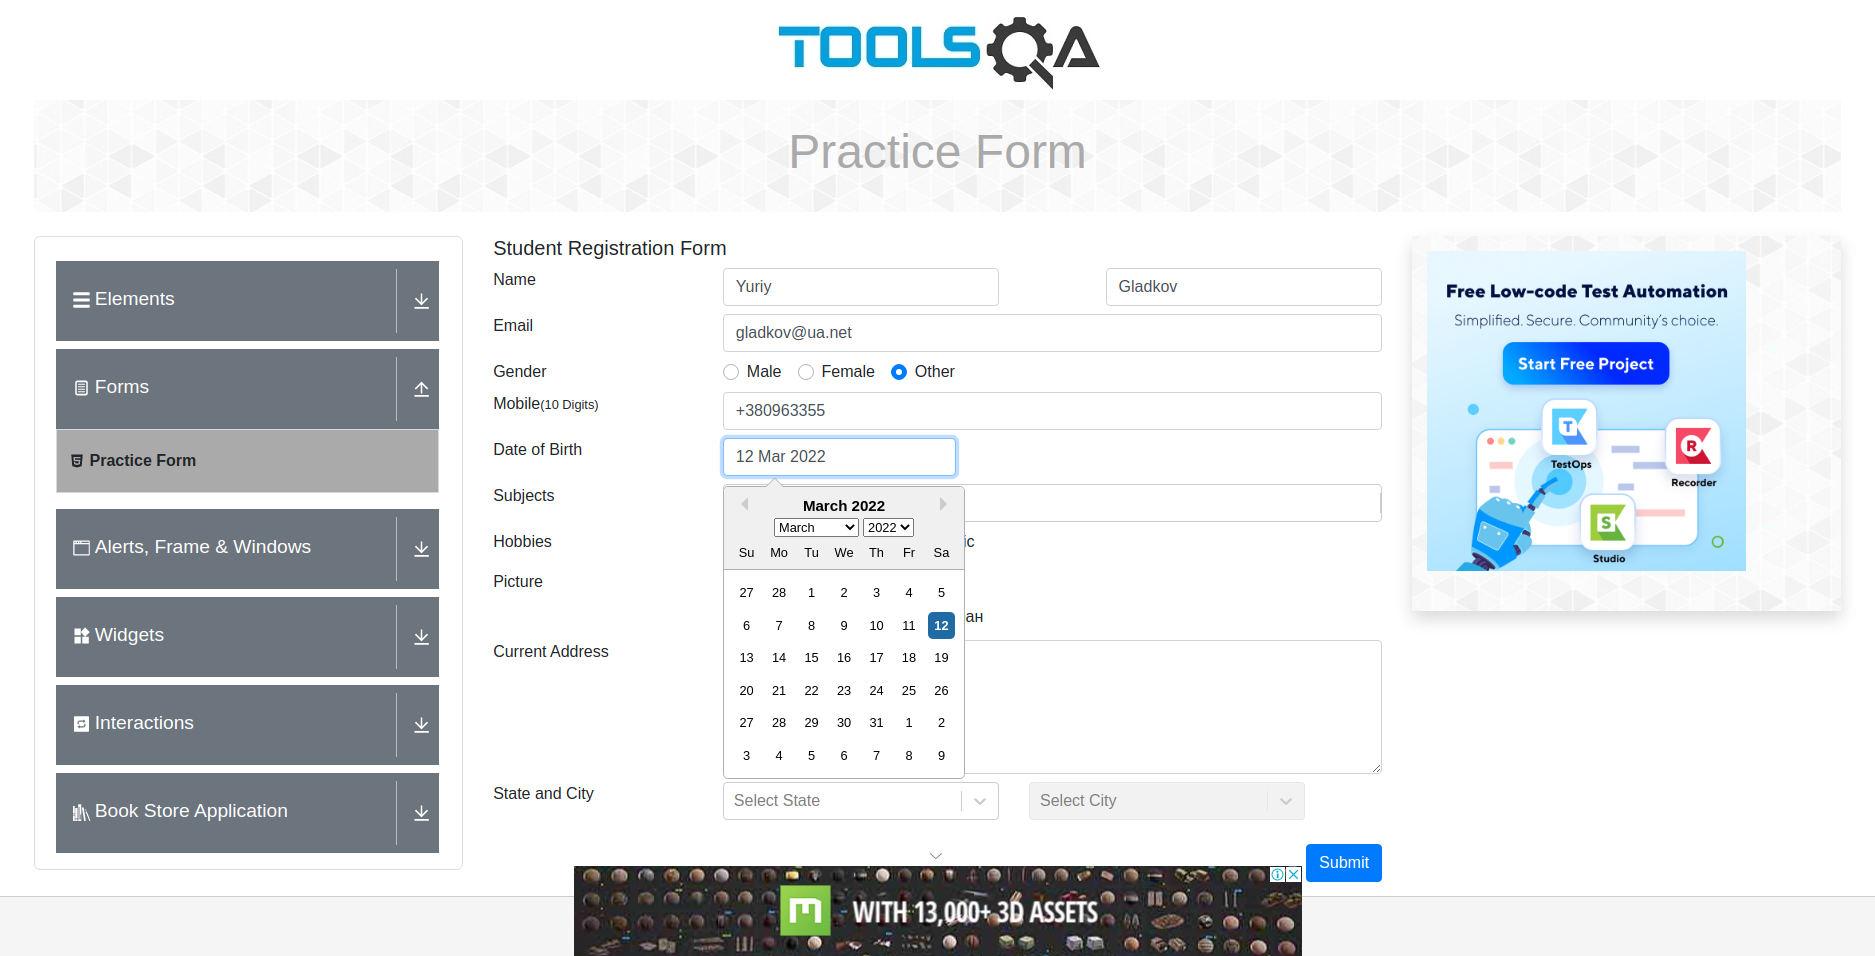 TOOLSQA
Practice Form
Elements
Forms
Practice Form
Alerts, Frame & Windows
Widgets
Interactions
Book Store Application
Student Registration Form
Name
Yuriy
Gladkov
Email
gladkov@ua.net
Gender
Male Female Other
Mobile(10 Digits)
+380963355
Date of Birth
12 Mar 2022
March 2022
March 2022
Su Mo Tu We Th Fr Sa
27 28 1 2 3 4 5
6 7 8 9 10 11 12
13 14 15 16 17 18 19
20 21 22 23 24 25 26
27 28 29 30 31 1 2
3 4 5 6 7 8 9
Subjects
Hobbies
ic
Picture
ан
Current Address
State and City
Select State
Select City
Submit
Free Low-code Test Automation
Simplified. Secure. Community's choice.
Start Free Project
T
TestOps
R
Recorder
S
Studio
WITH 13,000+ 3D ASSETS